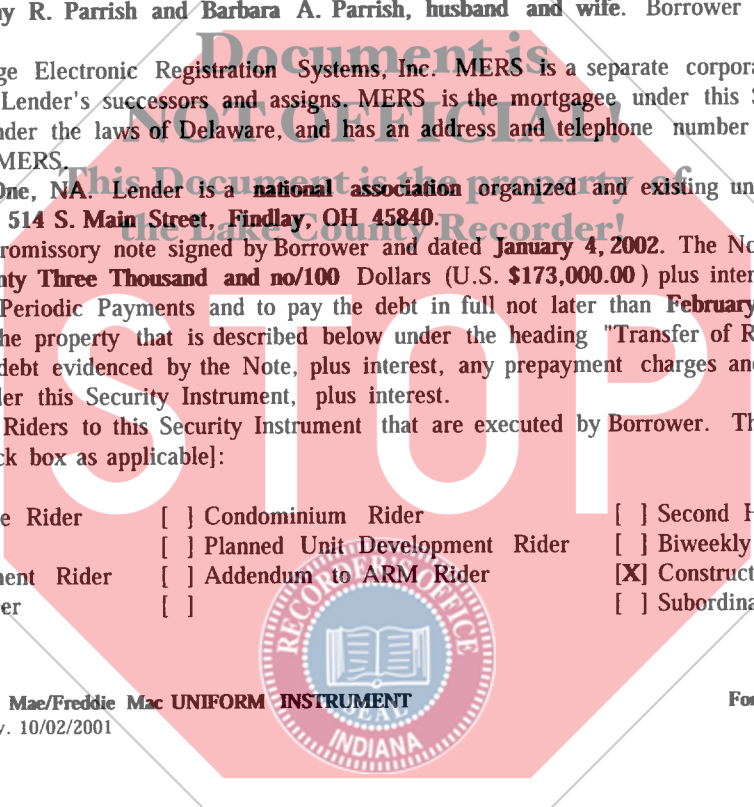 y R. Parrish and Barbara A. Parrish, husband and wife. Borrower
ge Electronic Registration Systems, Inc. MERS is a separate corpora
Lender's successors and assigns. MERS is the mortgagee under this S
nder the laws of Delaware, and has an address and telephone number
MERS.
One, NA. Lender is a national association organized and existing un
514 S. Main Street, Findlay, OH 45840.
romissory note signed by Borrower and dated January 4, 2002. The No
nty Three Thousand and no/100 Dollars (U.S. $173,000.00 ) plus inter
Periodic Payments and to pay the debt in full not later than February
he property that is described below under the heading "Transfer of R
debt evidenced by the Note, plus interest, any prepayment charges an
der this Security Instrument, plus interest.
Riders to this Security Instrument that are executed by Borrower. Th
ck box as applicable]:
e Rider [ ] Condominium Rider [ ] Second H
[ ] Planned Unit Development Rider [ ] Biweekly
ment Rider [ ] Addendum to ARM Rider [X] Construct
er [ ] [ ] Subordina
Mae/Freddie Mac UNIFORM INSTRUMENT Fo
v. 10/02/2001
Document is
NOT OFFICIAL!
This Document is the property of
the Lake County Recorder!
STOP
RECORDER'S OFFICE
SEAL
INDIANA